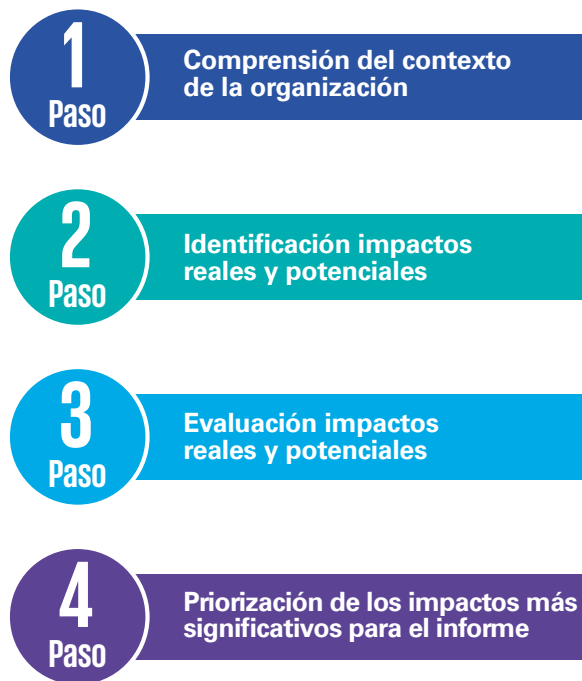 1
Paso
Comprensión del contexto
de la organización
2
Paso
Identificación impactos
reales y potenciales
3
Paso
Evaluación impactos
reales y potenciales
4
Paso
Priorización de los impactos más
significativos para el informe